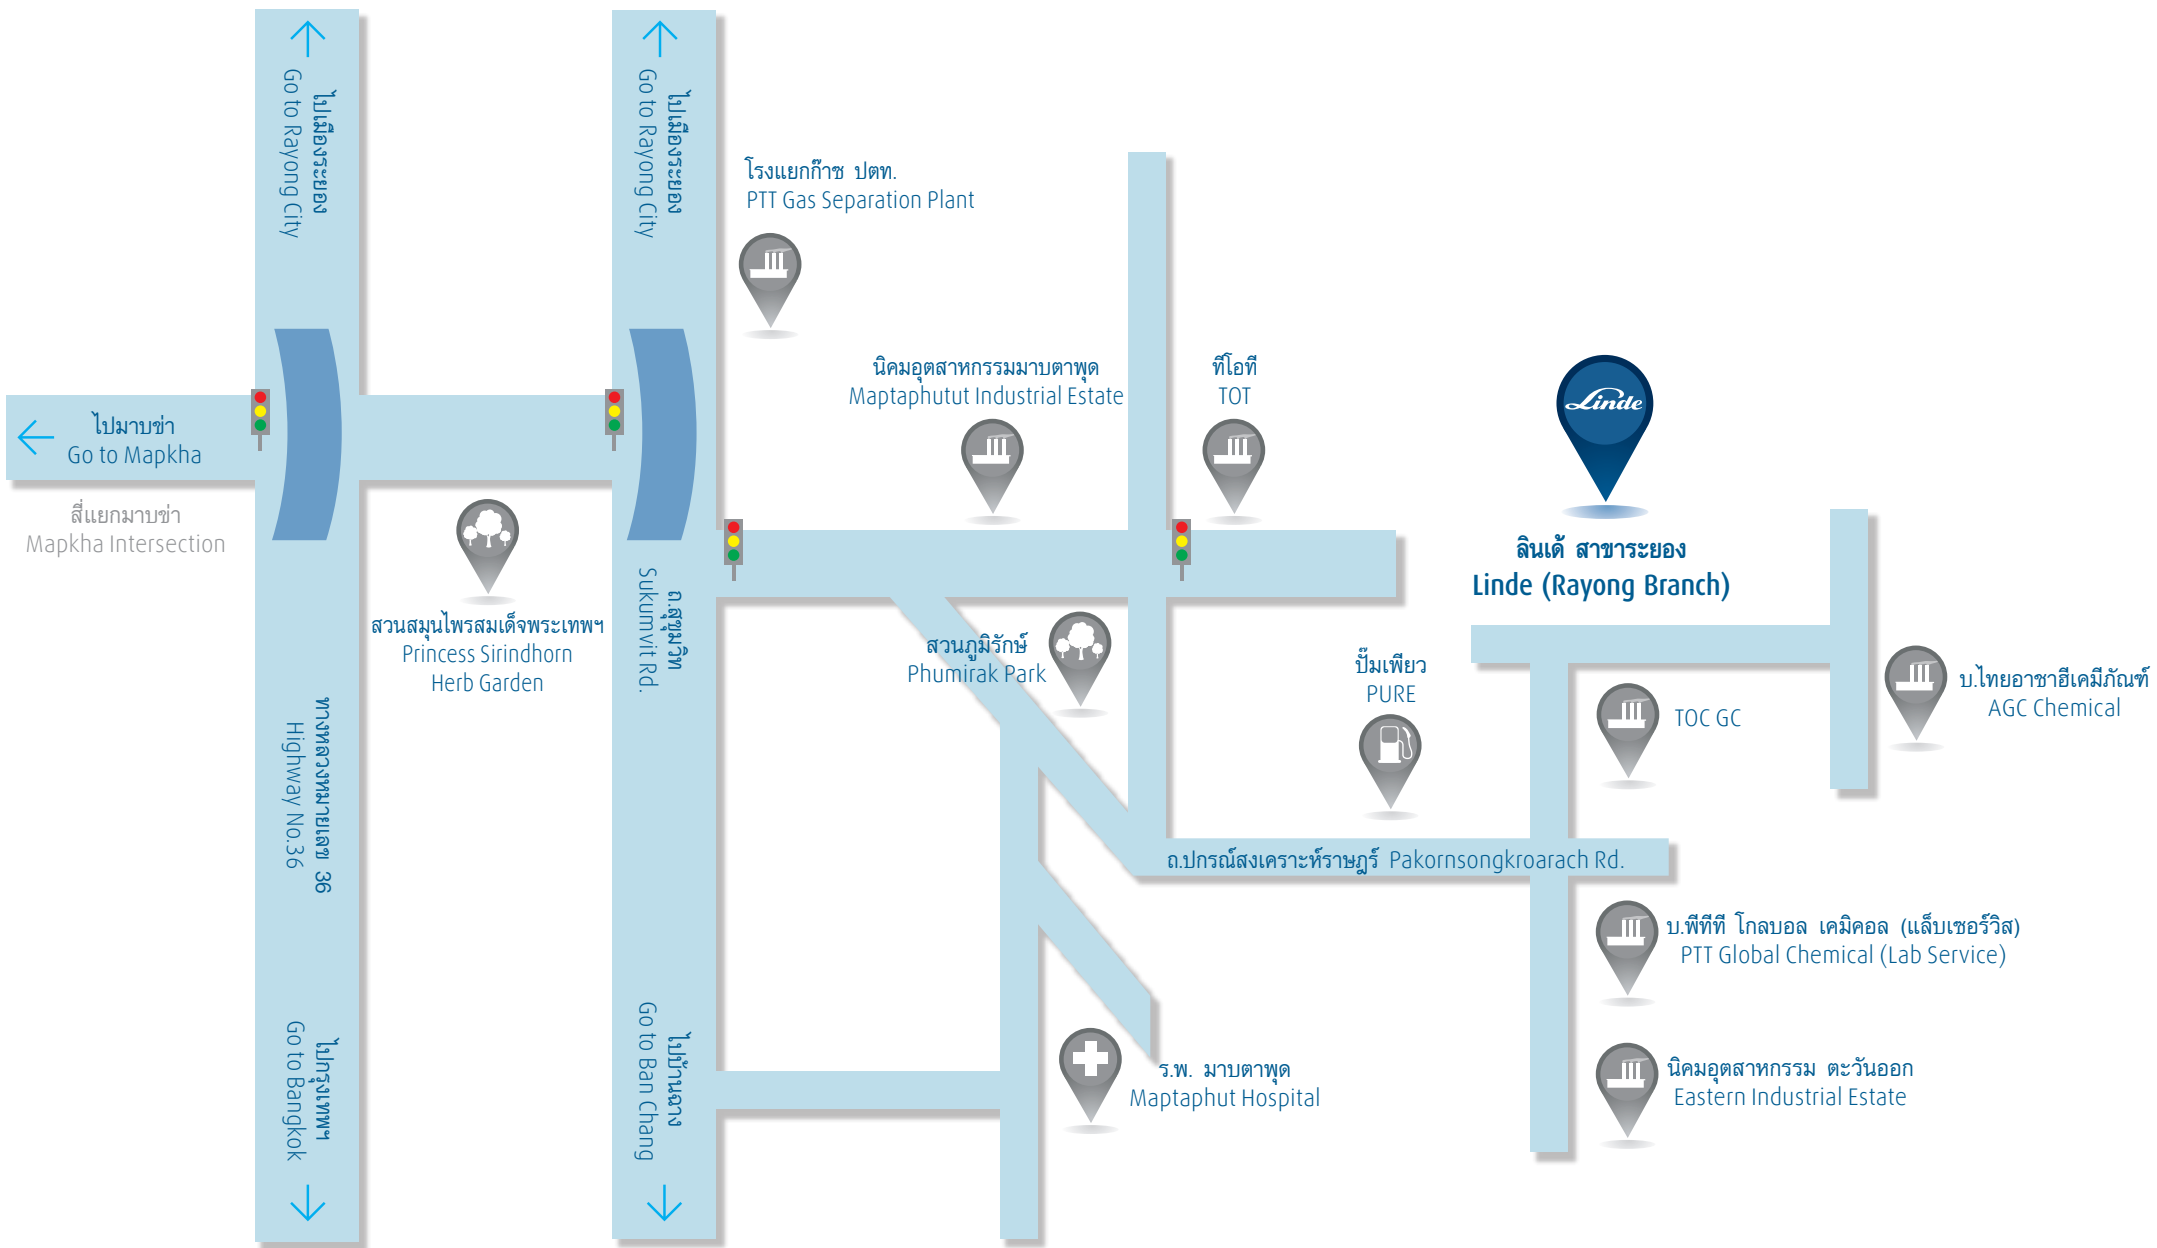 ไปเมืองระยอง
Go to Rayong City
ไปเมืองระยอง
Go to Rayong City
โรงแยกก๊าซ ปตท.
PTT Gas Separation Plant
นิคมอุตสาหกรรมมาบตาพุด
Maptaphutut Industrial Estate
ทีโอที
TOT
Linde
ลินเด้ สาขาระยอง
Linde (Rayong Branch)
ไปมาบข่า
Go to Mapkha
สี่แยกมาบข่า
Mapkha Intersection
สวนสมุนไพรสมเด็จพระเทพฯ
Princess Sirindhorn
Herb Garden
ถ.สุขุมวิท
Sukumvit Rd.
สวนภูมิรักษ์
Phumirak Park
ปั๊มเพียว
PURE
TOC GC
บ.ไทยอาซาฮีเคมีภัณฑ์
AGC Chemical
ทางหลวงหมายเลข 36
Highway No.36
ถ.ปกรณ์สงเคราะห์ราษฎร์ Pakornsongkroarach Rd.
บ.พีทีที โกลบอล เคมิคอล (แล็บเซอร์วิส)
PTT Global Chemical (Lab Service)
นิคมอุตสาหกรรม ตะวันออก
Eastern Industrial Estate
ร.พ. มาบตาพุด
Maptaphut Hospital
ไปกรุงเทพฯ
Go to Bangkok
ไปบ้านฉาง
Go to Ban Chang